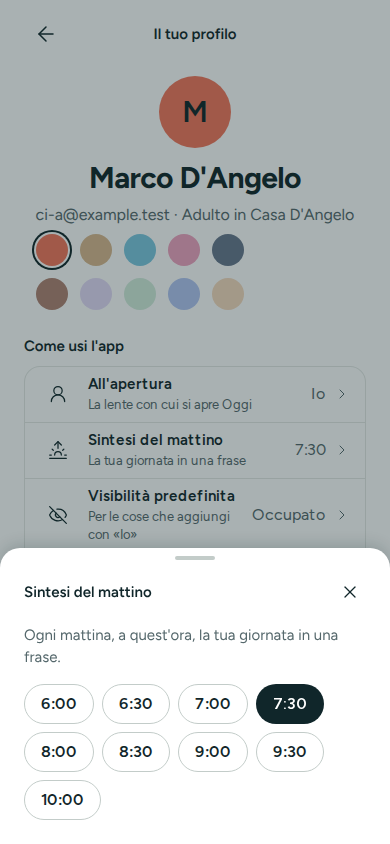 Il tuo profilo
M
Marco D'Angelo
ci-a@example.test · Adulto in Casa D'Angelo
Come usi l'app
All'apertura
La lente con cui si apre Oggi
Io
Sintesi del mattino
La tua giornata in una frase
7:30
Visibilità predefinita
Per le cose che aggiungi
con «Io»
Occupato
Sintesi del mattino
Ogni mattina, a quest'ora, la tua giornata in una
frase.
6:00 6:30 7:00 7:30
8:00 8:30 9:00 9:30
10:00